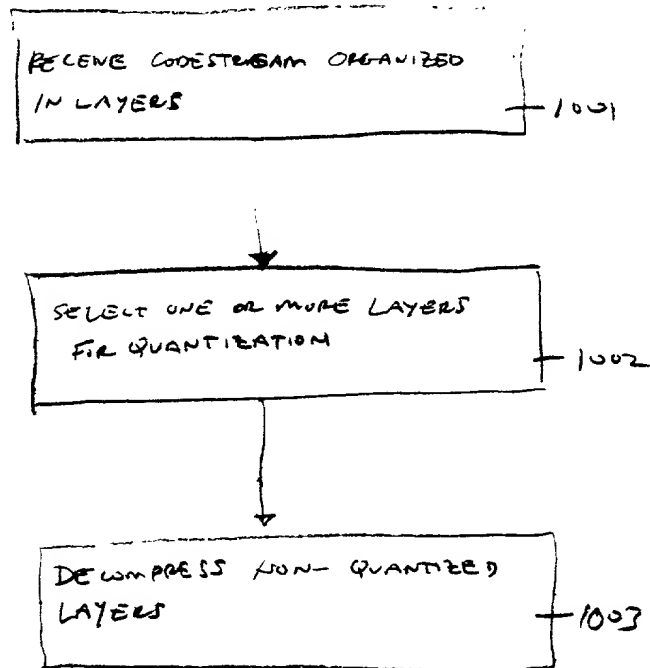 RECEIVE CODESTREAM ORGANIZED
IN LAYERS
1001
SELECT ONE OR MORE LAYERS
FOR QUANTIZATION
1002
DECOMPRESS NON-QUANTIZED
LAYERS
1003